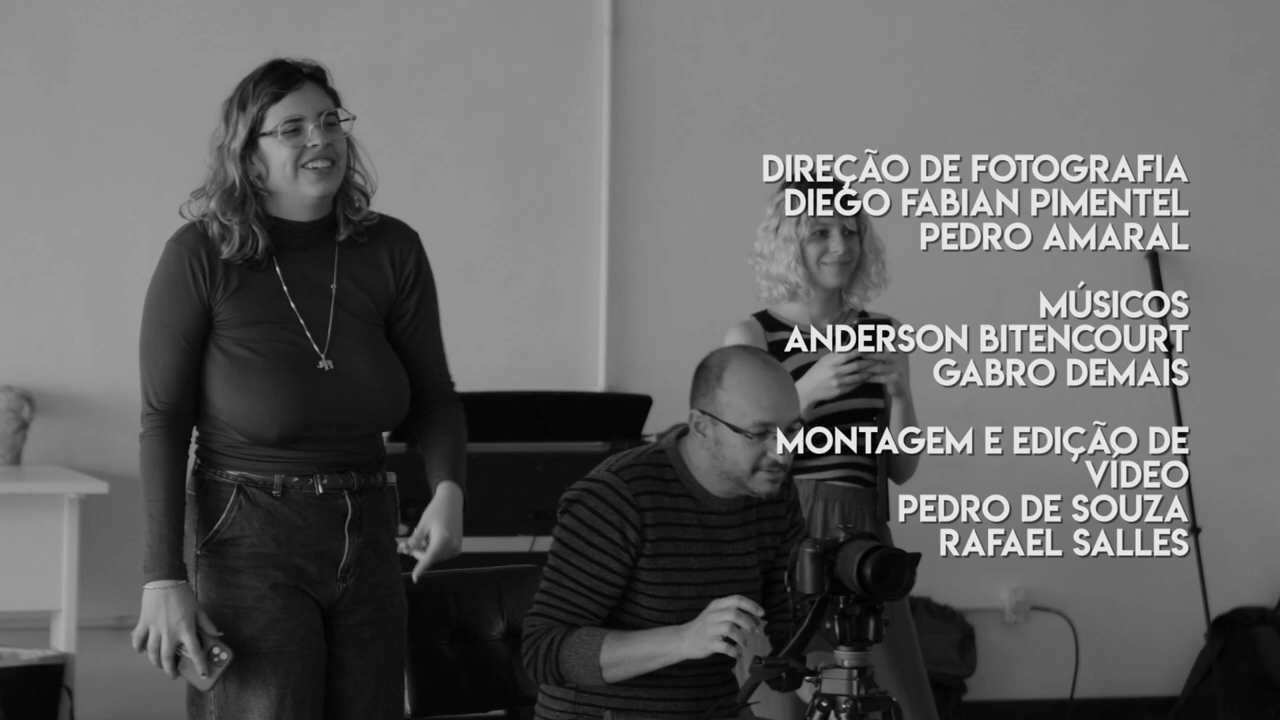 DIREÇÃO DE FOTOGRAFIA
DIEGO FABIAN PIMENTEL
PEDRO AMARAL
MÚSICOS
ANDERSON BITENCOURT
GABRO DEMAIS
MONTAGEM E EDIÇÃO DE
VÍDEO
PEDRO DE SOUZA
RAFAEL SALLES